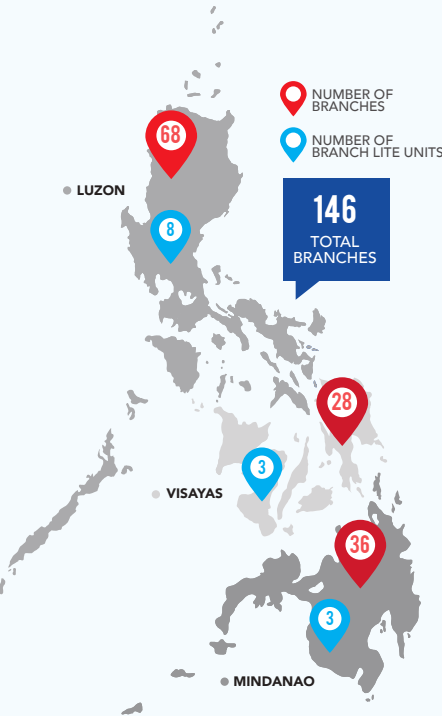 NUMBER OF
BRANCHES
NUMBER OF
BRANCH LITE UNITS
68
LUZON
146
TOTAL
BRANCHES
8
28
3
VISAYAS
36
3
MINDANAO